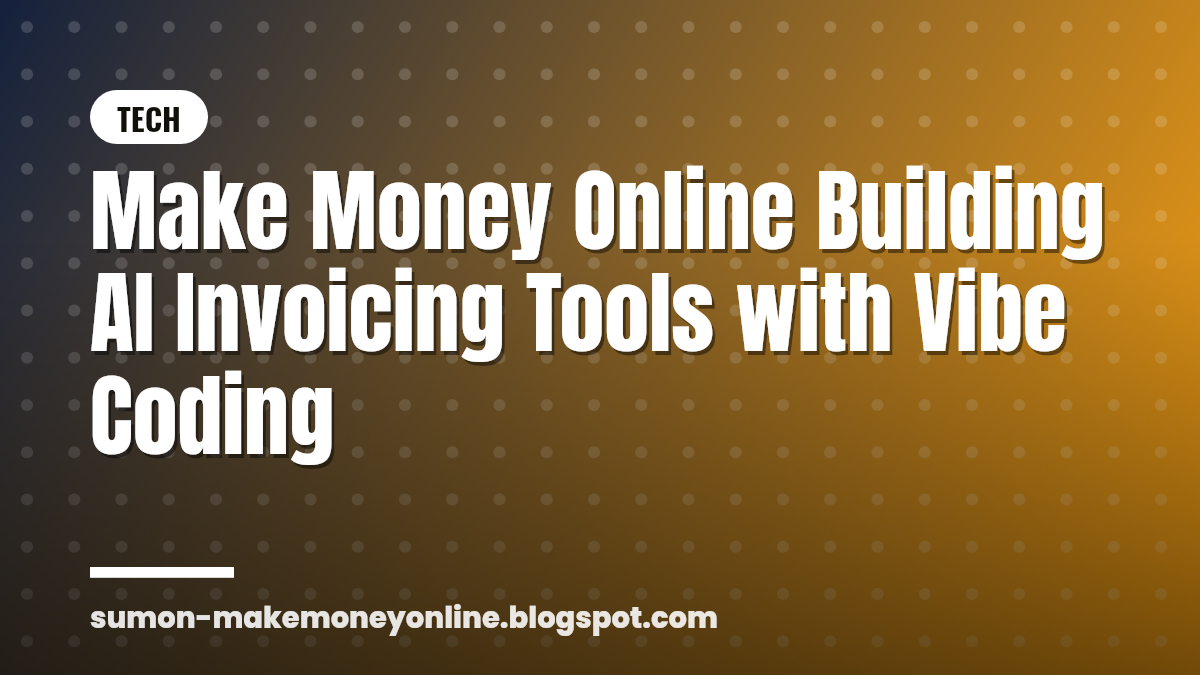 TECH
Make Money Online Building
AI Invoicing Tools with Vibe
Coding
sumon-makemoneyonline.blogspot.com